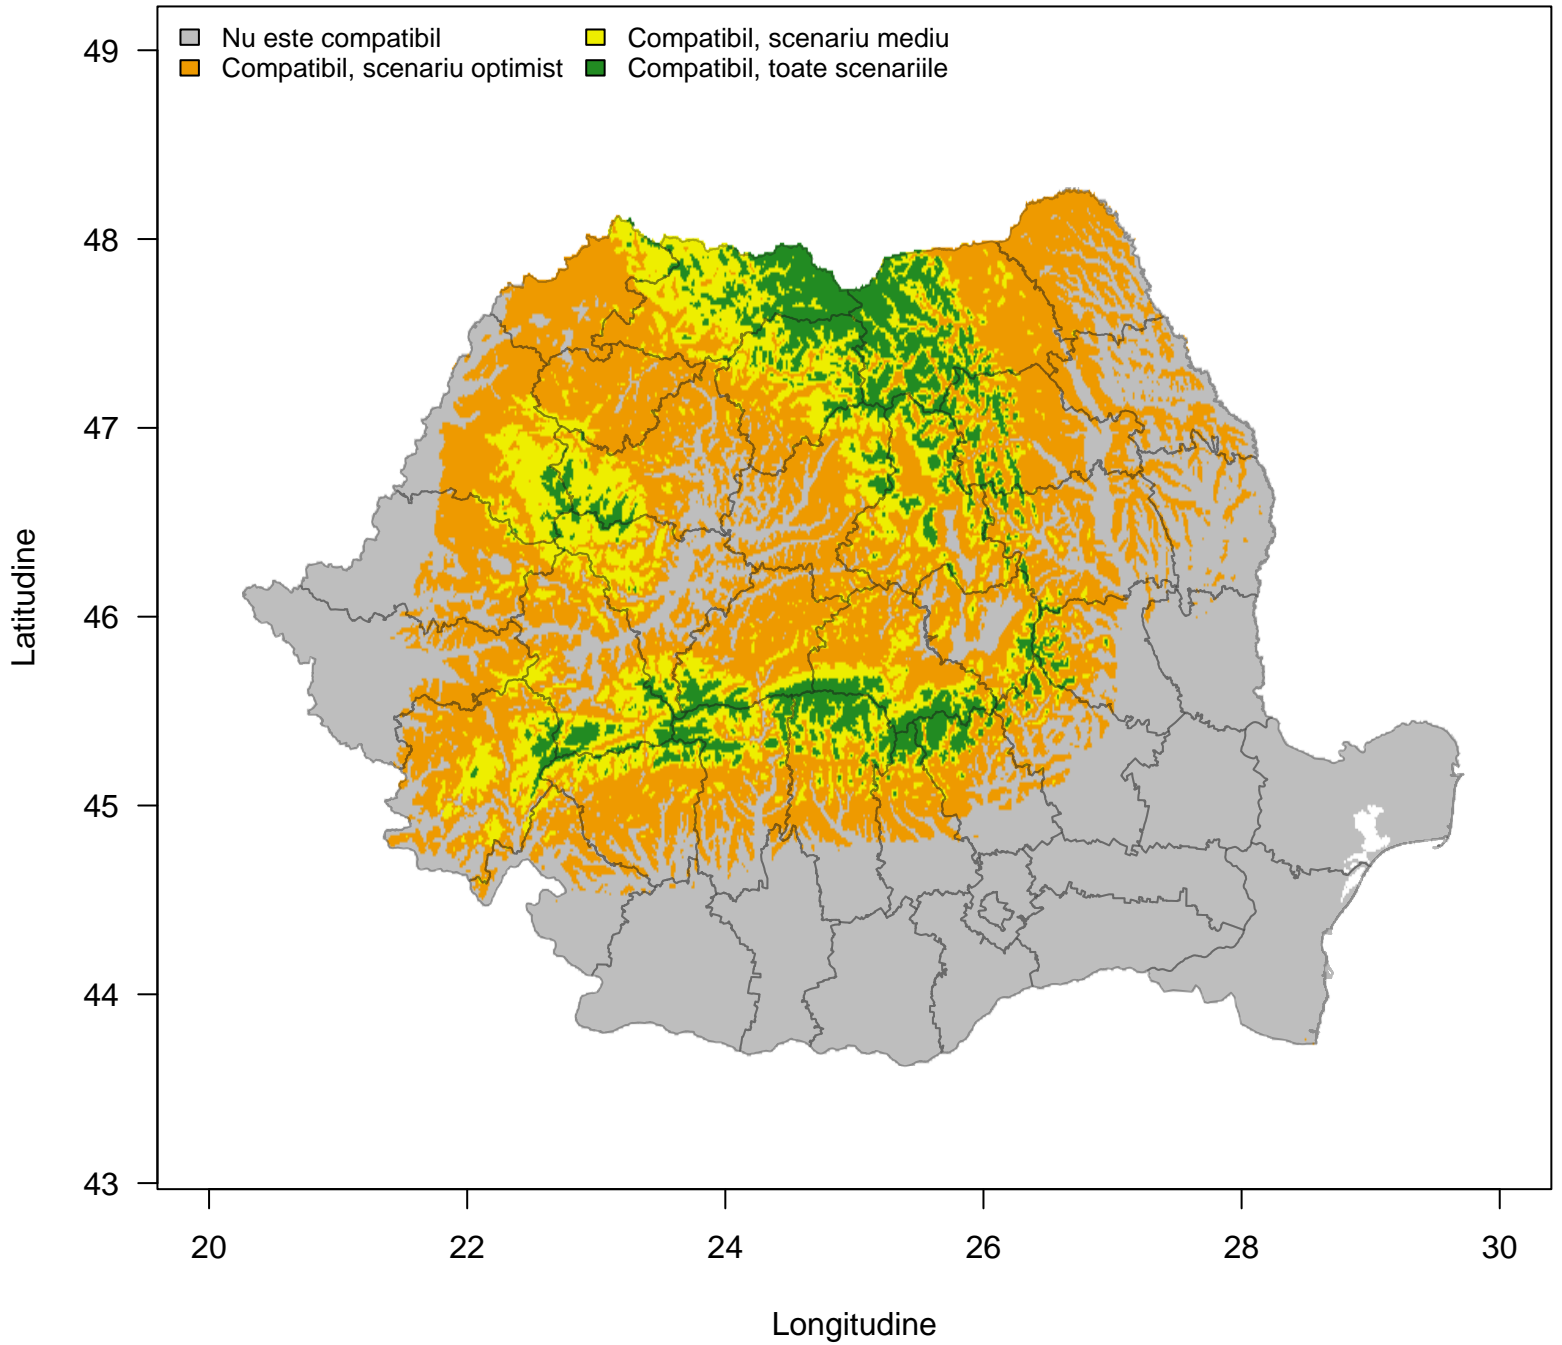 Nu este compatibil
Compatibil, scenariu optimist
Compatibil, scenariu mediu
Compatibil, toate scenariile
49
48
47
46
45
44
43
Latitudine
20 22 24 26 28 30
Longitudine